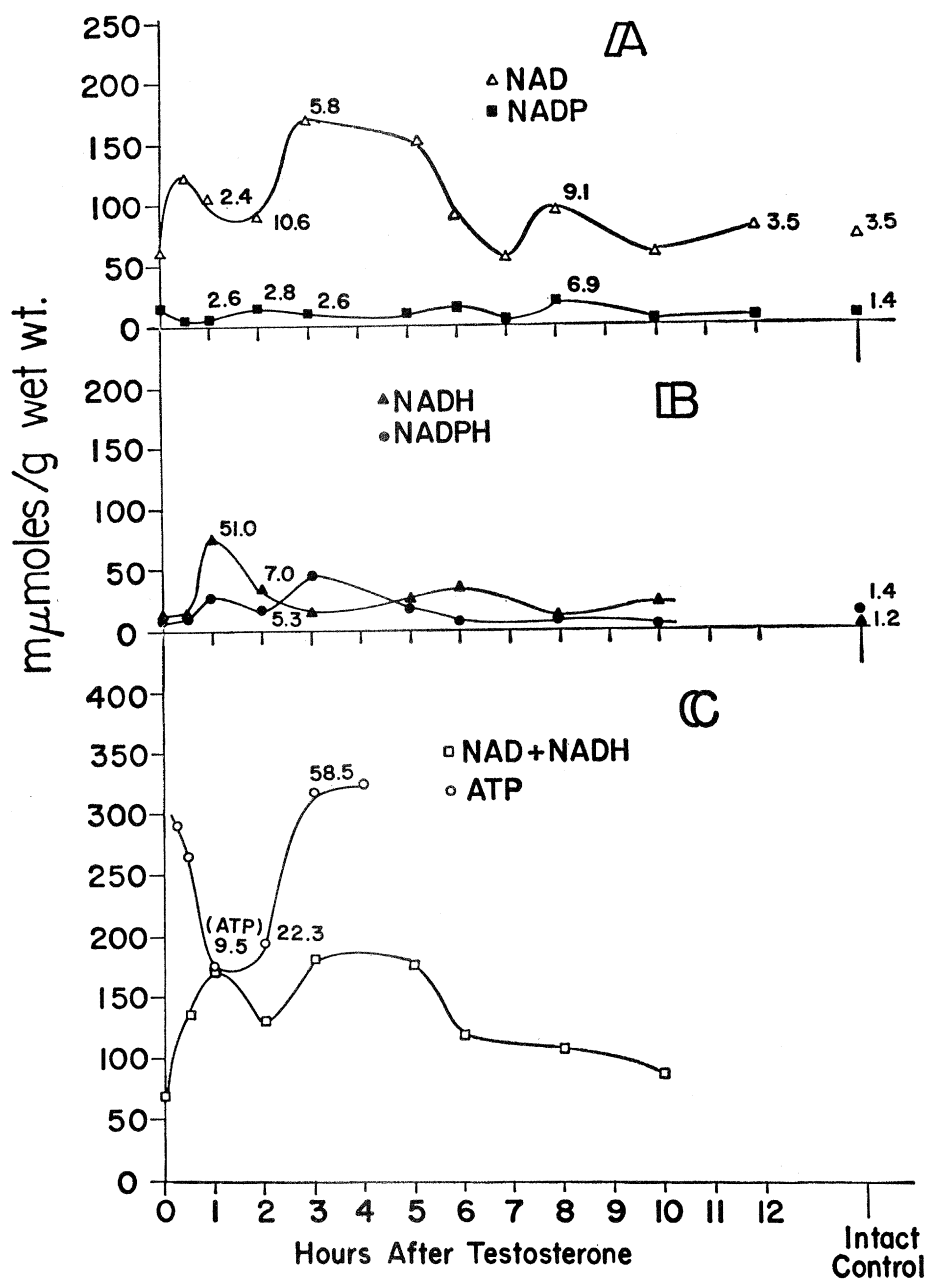 mμmoles/g wet wt.
A
250
200
150
100
50
0
NAD
NADP
5.8
2.4
10.6
9.1
3.5
3.5
2.6
2.8
2.6
6.9
1.4
B
200
150
100
50
0
NADH
NADPH
51.0
7.0
5.3
1.4
1.2
C
400
350
300
250
200
150
100
50
0
NAD+NADH
ATP
58.5
(ATP)
9.5
22.3
0 1 2 3 4 5 6 7 8 9 10 11 12
Intact
Control
Hours After Testosterone